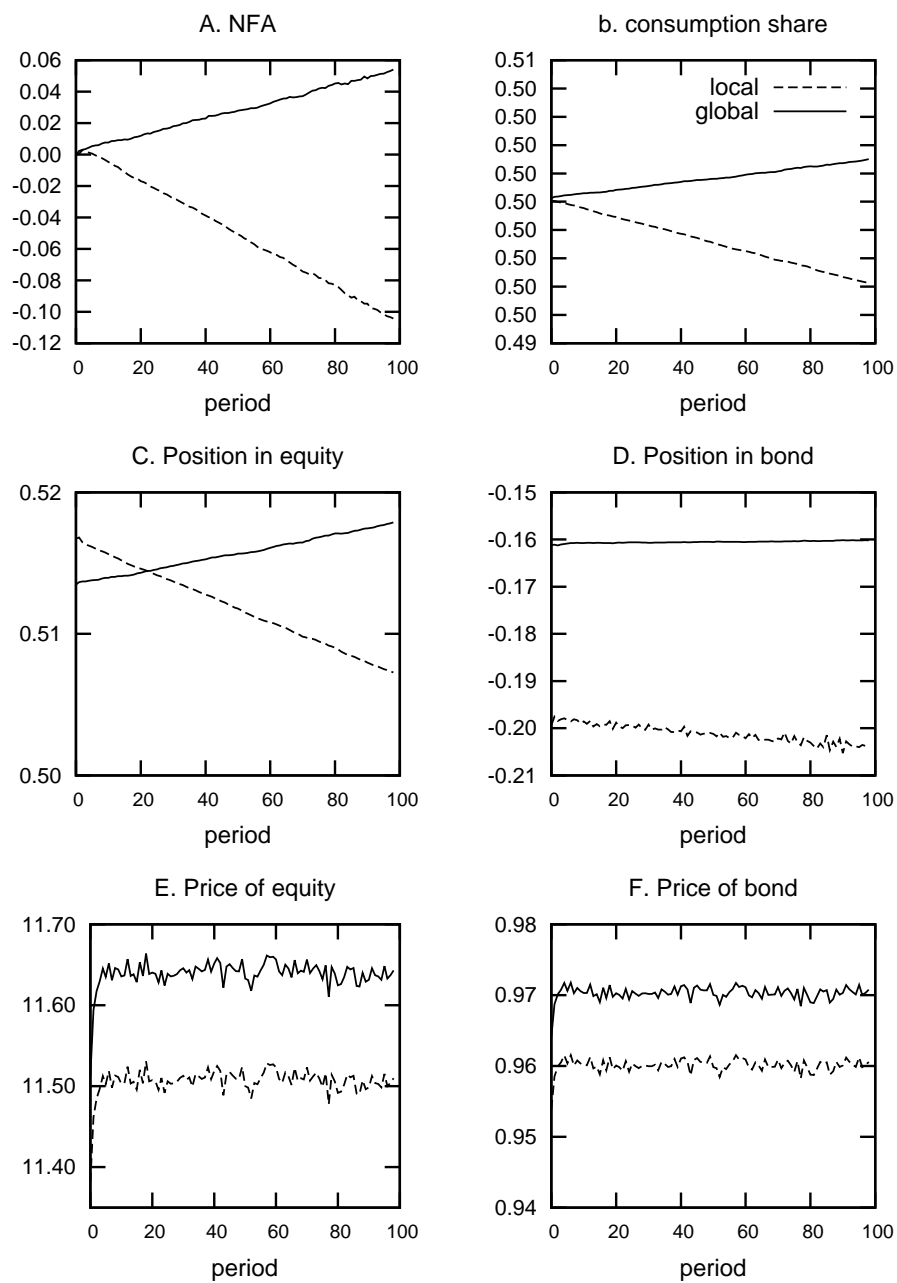 A. NFA
0.06
0.04
0.02
0.00
-0.02
-0.04
-0.06
-0.08
-0.10
-0.12
0 20 40 60 80 100
period
b. consumption share
0.51
0.50
0.50
0.50
0.50
0.50
0.50
0.50
0.50
0.50
0.49
local
global
0 20 40 60 80 100
period
C. Position in equity
0.52
0.51
0.50
0 20 40 60 80 100
period
D. Position in bond
-0.15
-0.16
-0.17
-0.18
-0.19
-0.20
-0.21
0 20 40 60 80 100
period
E. Price of equity
11.70
11.60
11.50
11.40
0 20 40 60 80 100
period
F. Price of bond
0.98
0.97
0.96
0.95
0.94
0 20 40 60 80 100
period